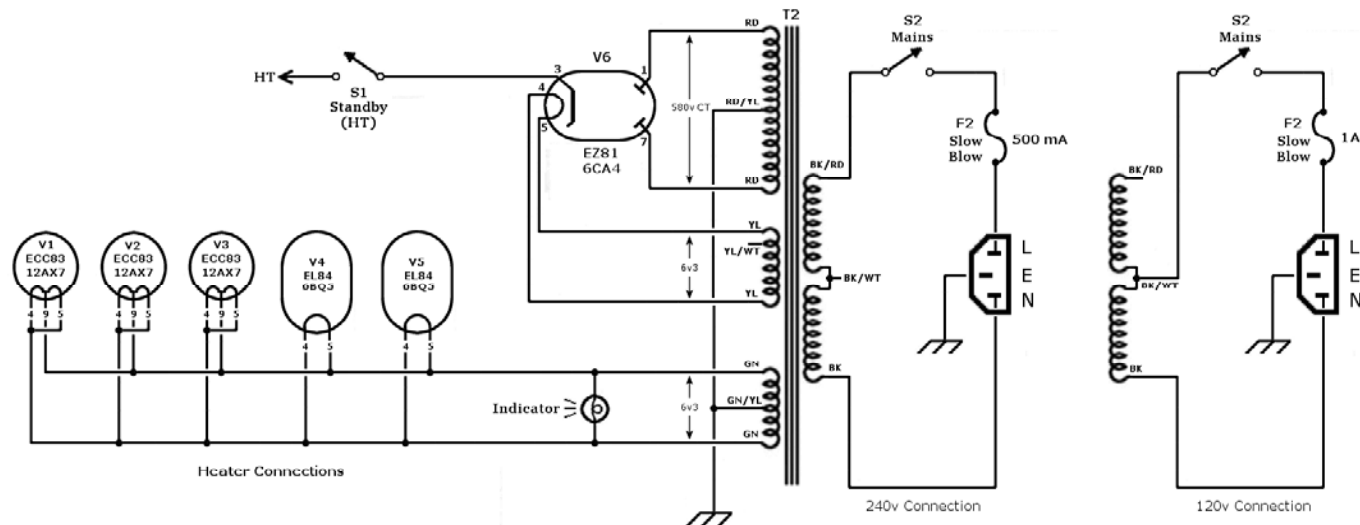 T2
RD
S2
Mains
S2
Mains
V6
HT
S1
Standby
(HT)
3
1
4
5
7
580v CT
RD/YL
EZ81
6CA4
RD
F2
Slow
Blow
500 mA
F2
Slow
Blow
1A
BK/RD
BK/RD
YL
YL/WT
6v3
YL
BK/WT
BK/WT
L
E
N
L
E
N
V1
ECC83
12AX7
V2
ECC83
12AX7
V3
ECC83
12AX7
V4
EL84
V5
EL84
4 9 5
4 9 5
4 9 5
4 5
4 5
GN
BK
BK
Indicator
6v3
GN/YL
GN
Heater Connections
240v Connection
120v Connection